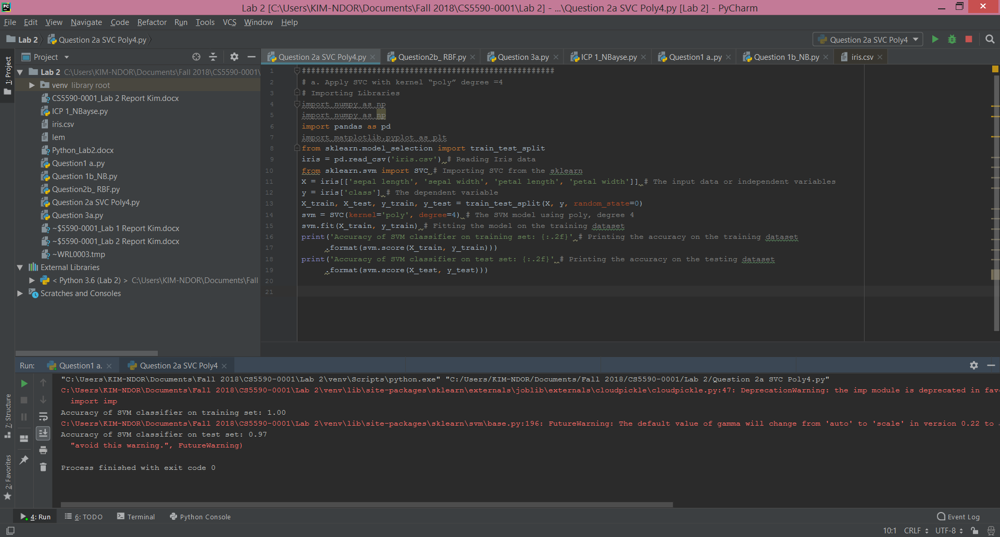 Lab 2 [C:\Users\KIM-NDOR\Documents\Fall 2018\CS5590-0001\Lab 2] - ...\Question 2a SVC Poly4.py [Lab 2] - PyCharm
File Edit View Navigate Code Refactor Run Tools VCS Window Help
Lab 2 Question 2a SVC Poly4.py
Question 2a SVC Poly4
Project
Question 2a SVC Poly4.py Question2b_ RBF.py Question 3a.py ICP 1_NBayse.py Question1 a..py Question 1b_NB.py iris.csv
1: Project
Lab 2 C:\Users\KIM-NDOR\Documents\Fall 2018\CS5590-0001\
venv library root
CS5590-0001_Lab 2 Report Kim.docx
ICP 1_NBayse.py
iris.csv
lem
Python_Lab2.docx
Question1 a..py
Question 1b_NB.py
Question2b_ RBF.py
Question 2a SVC Poly4.py
Question 3a.py
~$5590-0001_Lab 1 Report Kim.docx
~$5590-0001_Lab 2 Report Kim.docx
~WRL0003.tmp
External Libraries
< Python 3.6 (Lab 2) > C:\Users\KIM-NDOR\Documents\Fall
Scratches and Consoles
1 ######################################################
2 # a. Apply SVC with kernel “poly” degree =4
3 # Importing Libraries
4 import numpy as np
5 import numpy as np
6 import pandas as pd
7 import matplotlib.pyplot as plt
8 from sklearn.model_selection import train_test_split
9 iris = pd.read_csv('iris.csv') # Reading Iris data
10 from sklearn.svm import SVC # Importing SVC from the sklearn
11 X = iris[['sepal length', 'sepal width', 'petal length', 'petal width']] # The input data or independent variables
12 y = iris['class'] # The dependent variable
13 X_train, X_test, y_train, y_test = train_test_split(X, y, random_state=0)
14 svm = SVC(kernel='poly', degree=4) # The SVM model using poly, degree 4
15 svm.fit(X_train, y_train) # Fitting the model on the training dataset
16 print('Accuracy of SVM classifier on training set: {:.2f}' # Printing the accuracy on the training dataset
17 .format(svm.score(X_train, y_train)))
18 print('Accuracy of SVM classifier on test set: {:.2f}' # Printing the accuracy on the testing dataset
19 .format(svm.score(X_test, y_test)))
20
21
Run: Question1 a. Question 2a SVC Poly4
"C:\Users\KIM-NDOR\Documents\Fall 2018\CS5590-0001\Lab 2\venv\Scripts\python.exe" "C:/Users/KIM-NDOR/Documents/Fall 2018/CS5590-0001/Lab 2/Question 2a SVC Poly4.py"
C:\Users\KIM-NDOR\Documents\Fall 2018\CS5590-0001\Lab 2\venv\lib\site-packages\sklearn\externals\joblib\externals\cloudpickle\cloudpickle.py:47: DeprecationWarning: the imp module is deprecated in fav
import imp
Accuracy of SVM classifier on training set: 1.00
C:\Users\KIM-NDOR\Documents\Fall 2018\CS5590-0001\Lab 2\venv\lib\site-packages\sklearn\svm\base.py:196: FutureWarning: The default value of gamma will change from 'auto' to 'scale' in version 0.22 to
Accuracy of SVM classifier on test set: 0.97
"avoid this warning.", FutureWarning)
Process finished with exit code 0
7: Structure
2: Favorites
4: Run 6: TODO Terminal Python Console
Event Log
10:1 CRLF UTF-8